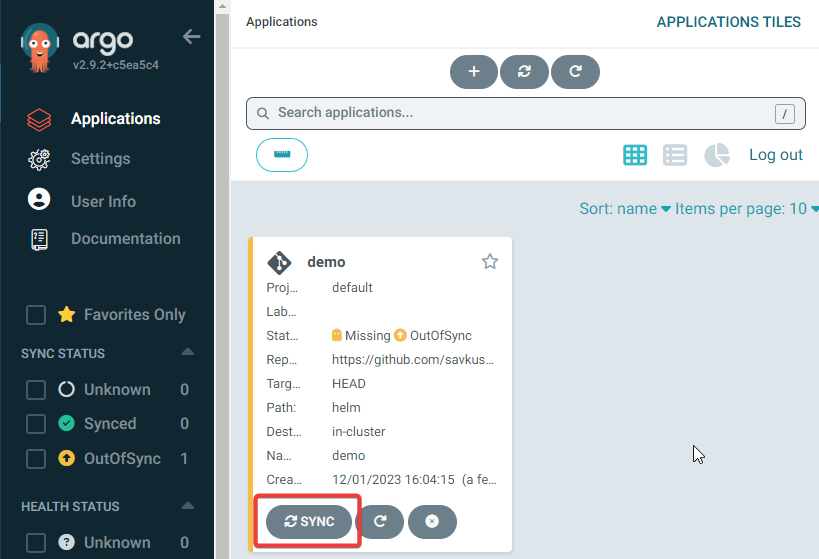 argo
v2.9.2+c5ea5c4
Applications
Settings
User Info
Documentation
Favorites Only
SYNC STATUS
Unknown 0
Synced 0
OutOfSync 1
HEALTH STATUS
Unknown 0
Applications
APPLICATIONS TILES
Search applications...
/
Log out
Sort: name Items per page: 10
demo
Proj... default
Lab...
Stat... Missing OutOfSync
Rep... https://github.com/savkus...
Targ... HEAD
Path: helm
Dest... in-cluster
Na... demo
Crea... 12/01/2023 16:04:15 (a fe...
SYNC